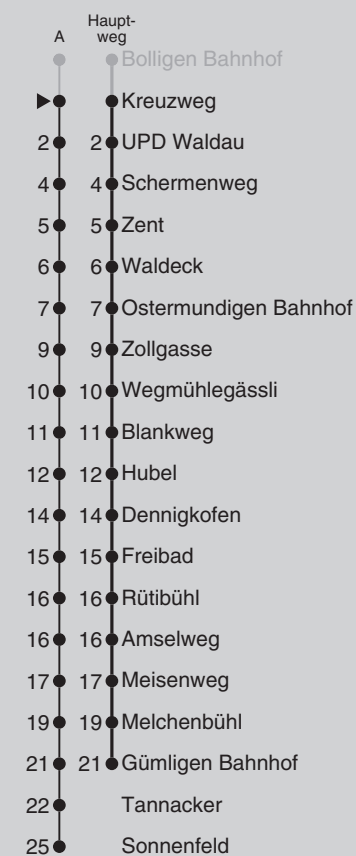 A
Haupt-
weg
Bolligen Bahnhof
Kreuzweg
2 2 UPD Waldau
4 4 Schermenweg
5 5 Zent
6 6 Waldeck
7 7 Ostermundigen Bahnhof
9 9 Zollgasse
10 10 Wegmühlegässli
11 11 Blankweg
12 12 Hubel
14 14 Dennigkofen
15 15 Freibad
16 16 Rütibühl
16 16 Amselweg
17 17 Meisenweg
19 19 Melchenbühl
21 21 Gümligen Bahnhof
22 Tannacker
25 Sonnenfeld